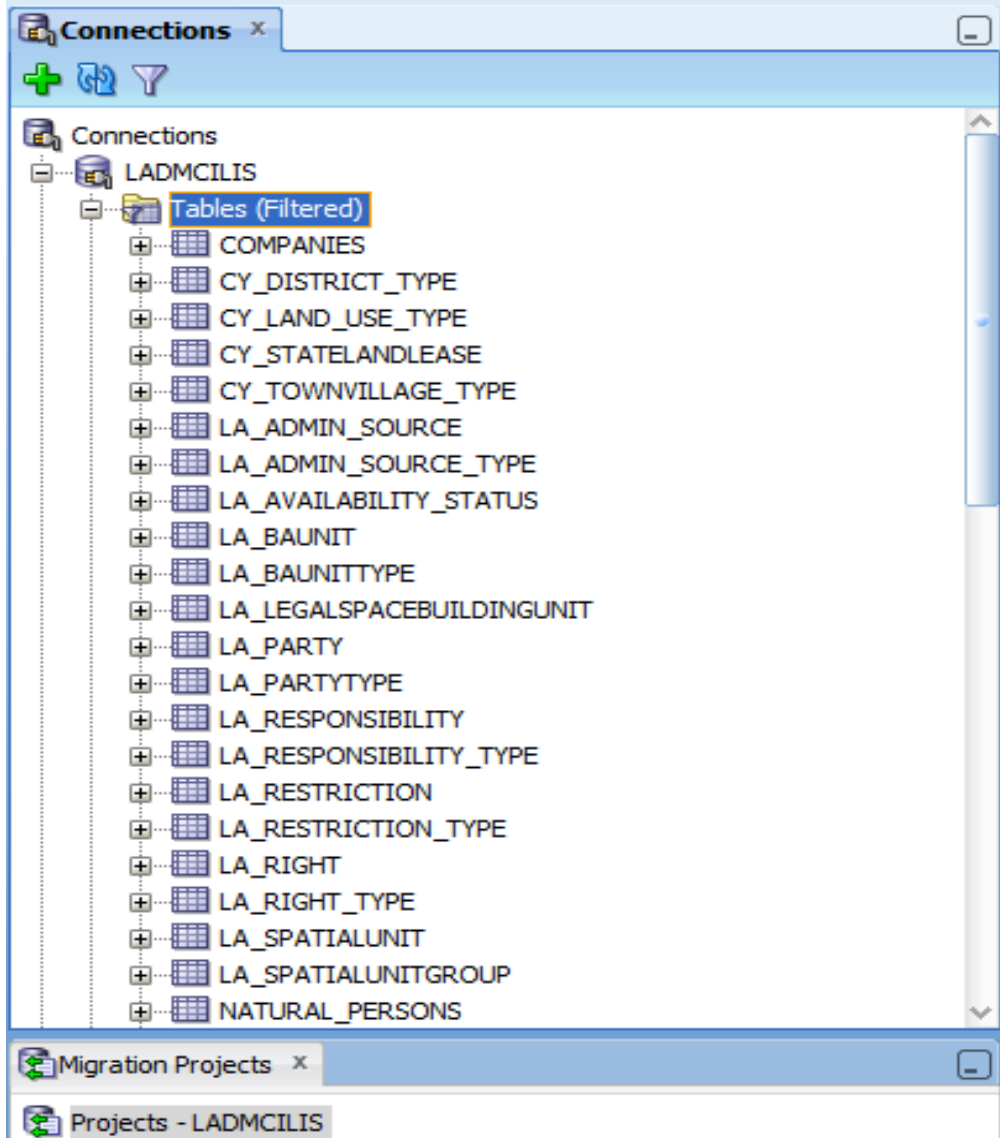 Connections
Connections
LADMCILIS
Tables (Filtered)
COMPANIES
CY_DISTRICT_TYPE
CY_LAND_USE_TYPE
CY_STATELANDLEASE
CY_TOWNVILLAGE_TYPE
LA_ADMIN_SOURCE
LA_ADMIN_SOURCE_TYPE
LA_AVAILABILITY_STATUS
LA_BAUNIT
LA_BAUNITTYPE
LA_LEGALSPACEBUILDINGUNIT
LA_PARTY
LA_PARTYTYPE
LA_RESPONSIBILITY
LA_RESPONSIBILITY_TYPE
LA_RESTRICTION
LA_RESTRICTION_TYPE
LA_RIGHT
LA_RIGHT_TYPE
LA_SPATIALUNIT
LA_SPATIALUNITGROUP
NATURAL_PERSONS
Migration Projects
Projects - LADMCILIS